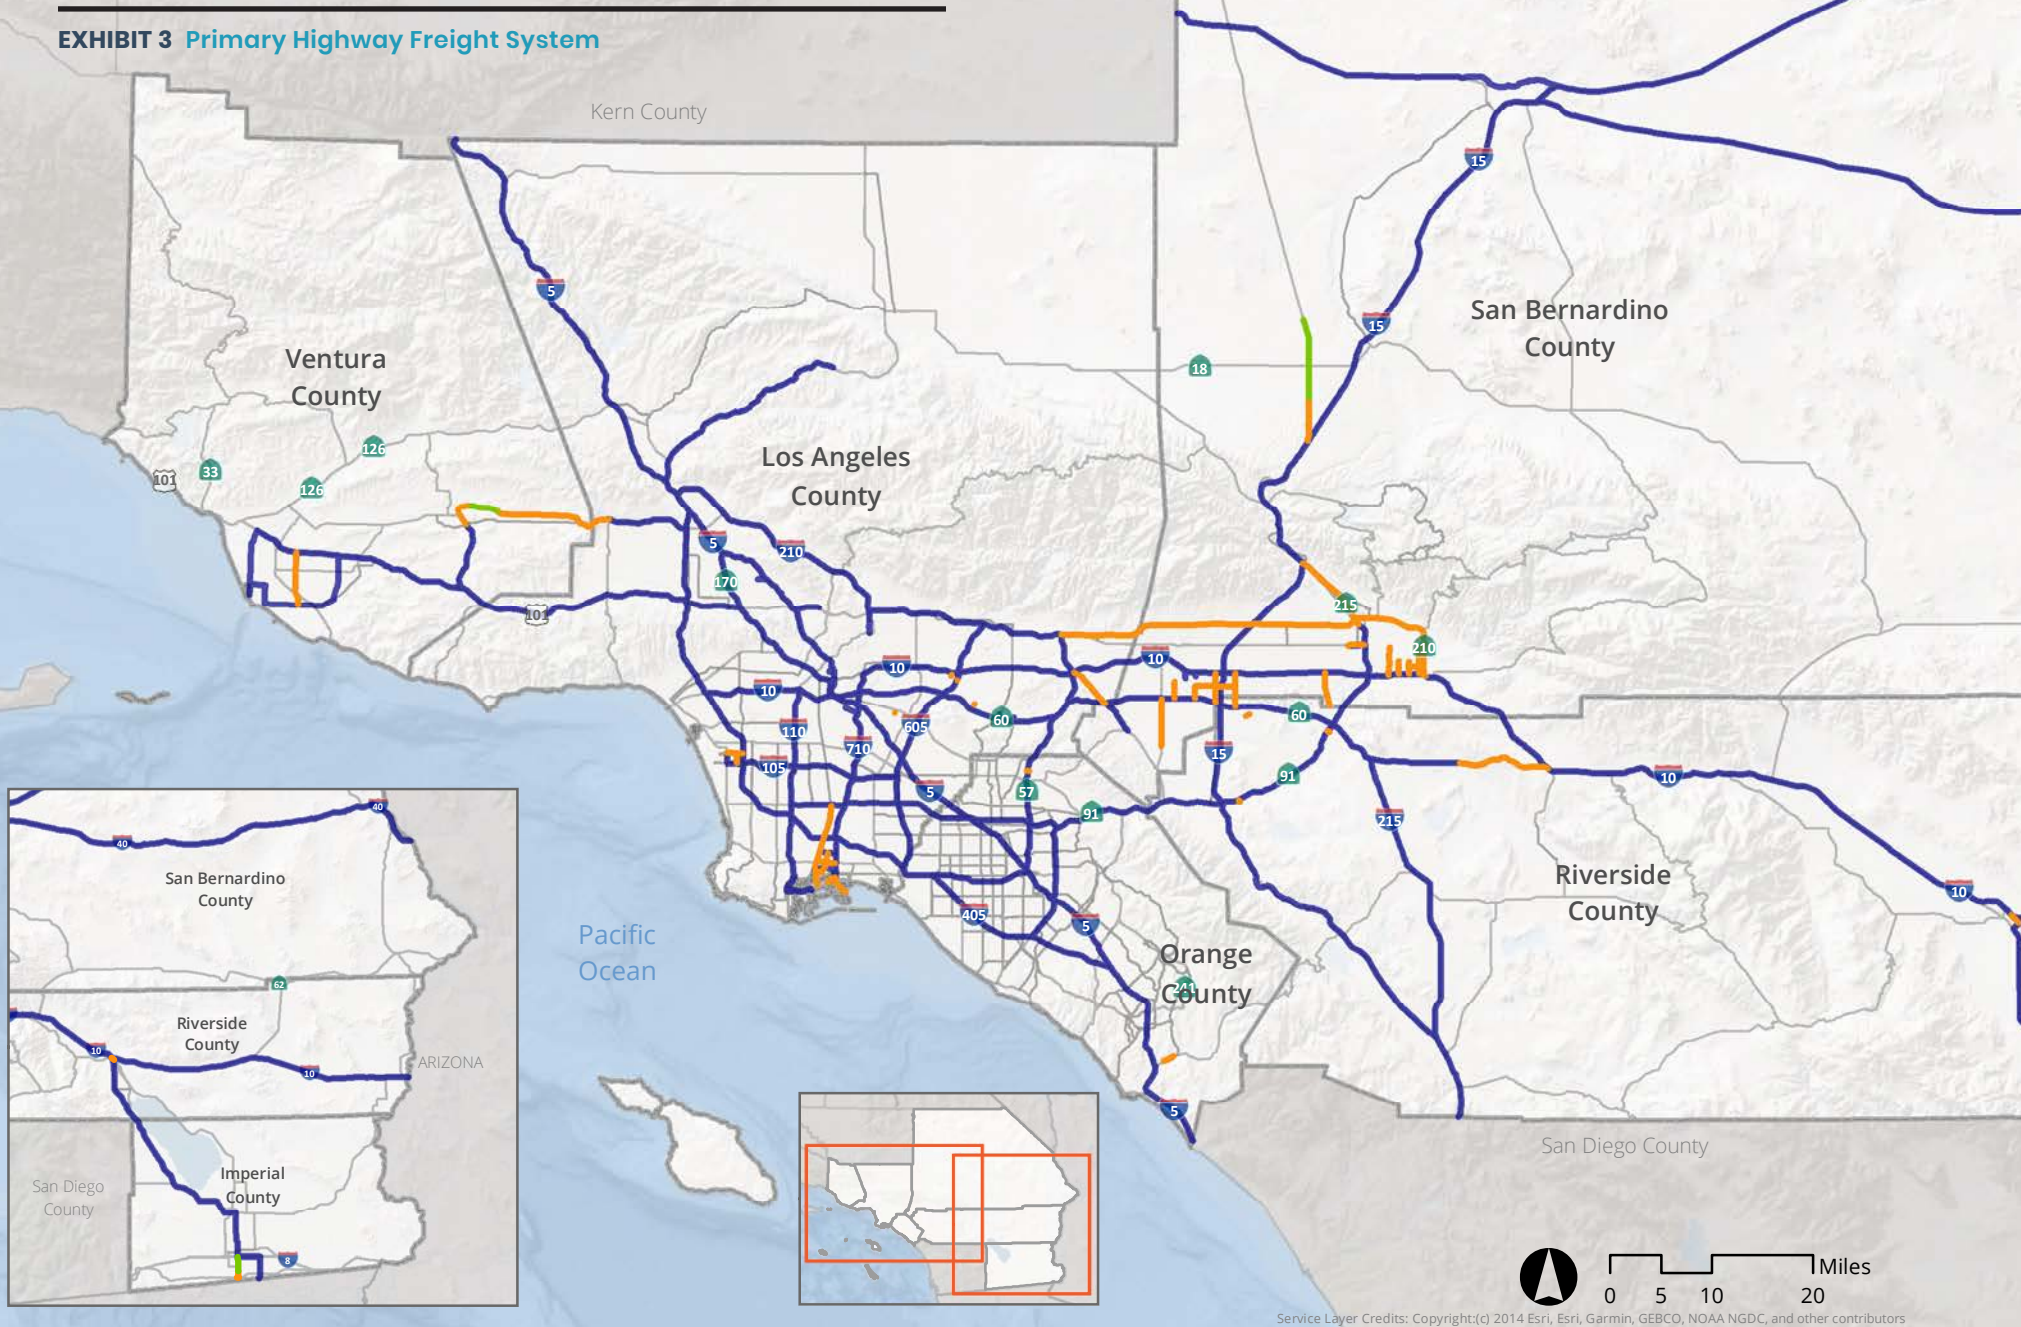 EXHIBIT 3 Primary Highway Freight System
Kern County
15
5
15
San Bernardino
County
18
Ventura
County
126
33
101
126
Los Angeles
County
5
210
170
101
215
210
10
10
10
60
60
110
605
710
15
105
5
57
91
91
215
10
Riverside
County
10
405
5
Pacific
Ocean
Orange
County
241
5
San Diego County
40
40
San Bernardino
County
62
Riverside
County
10
10
ARIZONA
Imperial
County
San Diego
County
8
Miles
0 5 10 20
Service Layer Credits: Copyright:(c) 2014 Esri, Esri, Garmin, GEBCO, NOAA NGDC, and other contributors